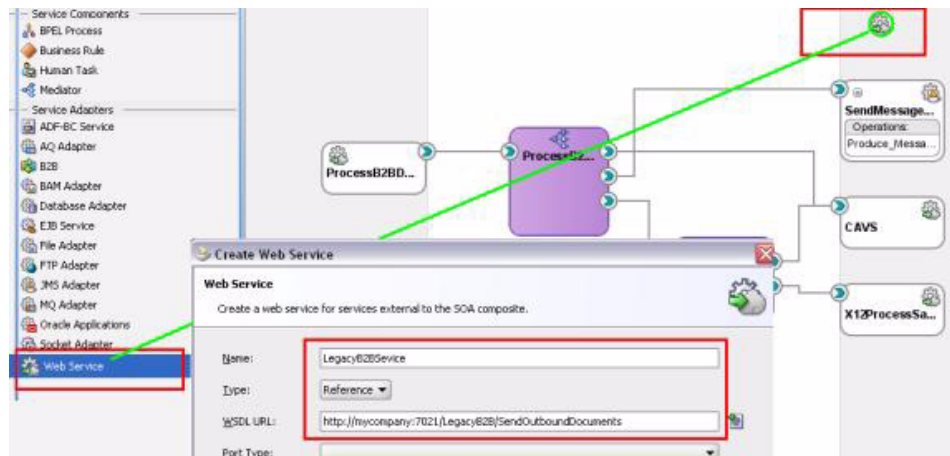 Service Components
BPEL Process
Business Rule
Human Task
Mediator
Service Adapters
ADF-BC Service
AQ Adapter
B2B
BAM Adapter
Database Adapter
EJB Service
File Adapter
FTP Adapter
JMS Adapter
MQ Adapter
Oracle Applications
Socket Adapter
Web Service
ProcessB2BD...
ProcessB2...
SendMessage...
Operations:
Produce_Messa...
CAVS
X12ProcessSa...
Create Web Service
Web Service
Create a web service for services external to the SOA composite.
Name:
LegacyB2BSevice
Type:
Reference
WSDL URL:
http://mycompany:7021/LegacyB2B/SendOutboundDocuments
Port Type: